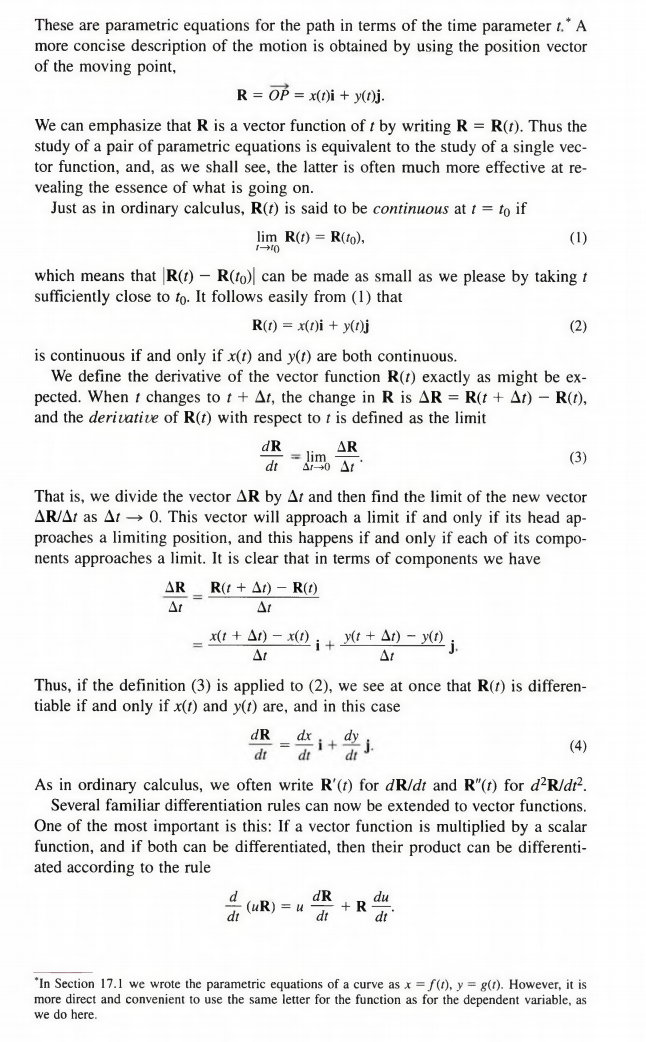 These are parametric equations for the path in terms of the time parameter t.* A
more concise description of the motion is obtained by using the position vector
of the moving point,
R = OP⃗ = x(t)i + y(t)j.
We can emphasize that R is a vector function of t by writing R = R(t). Thus the
study of a pair of parametric equations is equivalent to the study of a single vec-
tor function, and, as we shall see, the latter is often much more effective at re-
vealing the essence of what is going on.
Just as in ordinary calculus, R(t) is said to be continuous at t = t₀ if
lim R(t) = R(t₀), (1)
t→t₀
which means that |R(t) − R(t₀)| can be made as small as we please by taking t
sufficiently close to t₀. It follows easily from (1) that
R(t) = x(t)i + y(t)j (2)
is continuous if and only if x(t) and y(t) are both continuous.
We define the derivative of the vector function R(t) exactly as might be ex-
pected. When t changes to t + Δt, the change in R is ΔR = R(t + Δt) − R(t),
and the derivative of R(t) with respect to t is defined as the limit
dR/dt = lim Δt→0 ΔR/Δt. (3)
That is, we divide the vector ΔR by Δt and then find the limit of the new vector
ΔR/Δt as Δt → 0. This vector will approach a limit if and only if its head ap-
proaches a limiting position, and this happens if and only if each of its compo-
nents approaches a limit. It is clear that in terms of components we have
ΔR/Δt = (R(t + Δt) − R(t))/Δt
= (x(t + Δt) − x(t))/Δt i + (y(t + Δt) − y(t))/Δt j.
Thus, if the definition (3) is applied to (2), we see at once that R(t) is differen-
tiable if and only if x(t) and y(t) are, and in this case
dR/dt = dx/dt i + dy/dt j. (4)
As in ordinary calculus, we often write R′(t) for dR/dt and R″(t) for d²R/dt².
Several familiar differentiation rules can now be extended to vector functions.
One of the most important is this: If a vector function is multiplied by a scalar
function, and if both can be differentiated, then their product can be differenti-
ated according to the rule
d/dt (uR) = u dR/dt + R du/dt.
*In Section 17.1 we wrote the parametric equations of a curve as x = f(t), y = g(t). However, it is
more direct and convenient to use the same letter for the function as for the dependent variable, as
we do here.